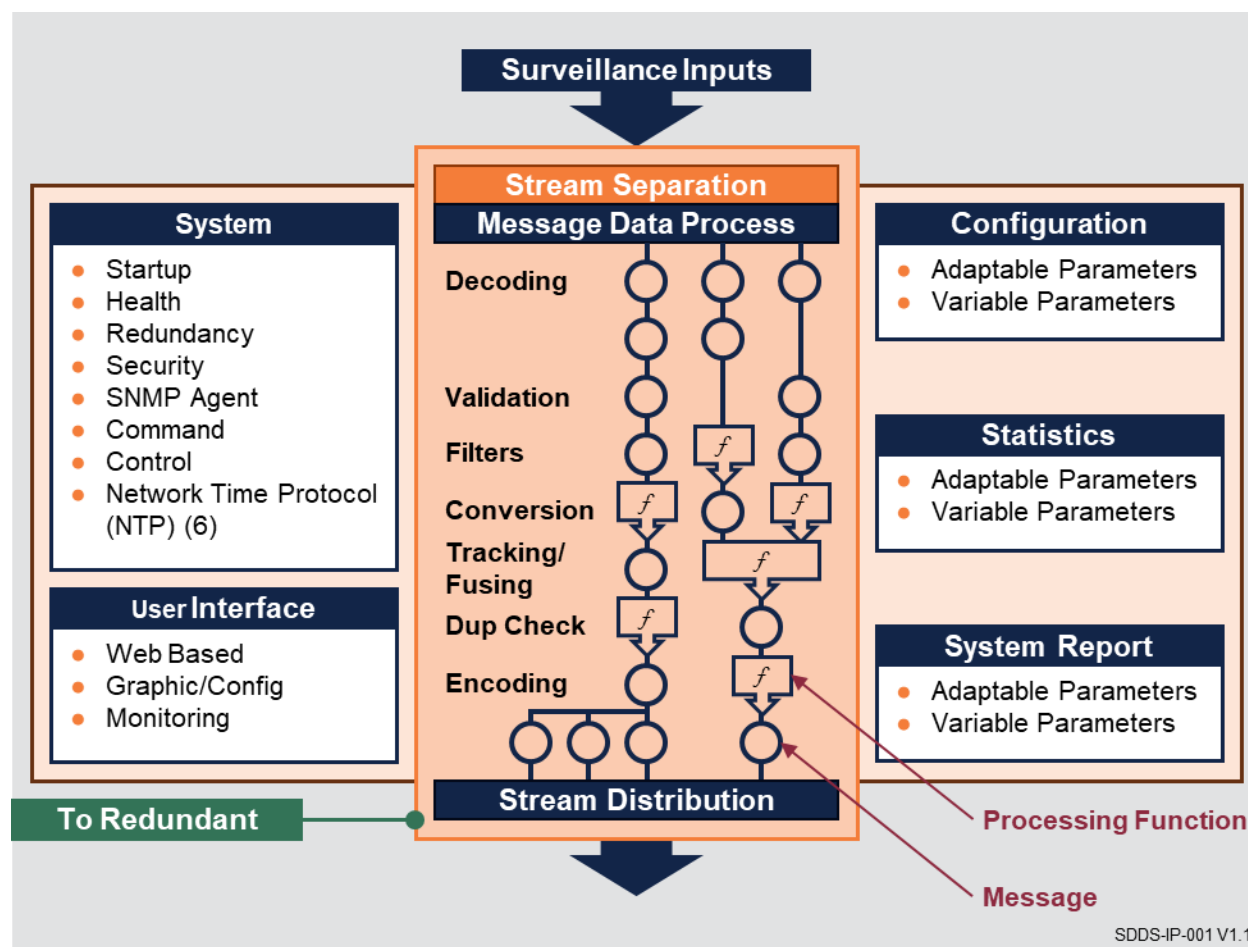 Surveillance Inputs
Stream Separation
Message Data Process
System
Startup
Health
Redundancy
Security
SNMP Agent
Command
Control
Network Time Protocol
(NTP) (6)
User Interface
Web Based
Graphic/Config
Monitoring
Decoding
Validation
Filters
Conversion
Tracking/
Fusing
Dup Check
Encoding
f
f
f
f
f
f
Stream Distribution
Configuration
Adaptable Parameters
Variable Parameters
Statistics
Adaptable Parameters
Variable Parameters
System Report
Adaptable Parameters
Variable Parameters
To Redundant
Processing Function
Message
SDDS-IP-001 V1.1